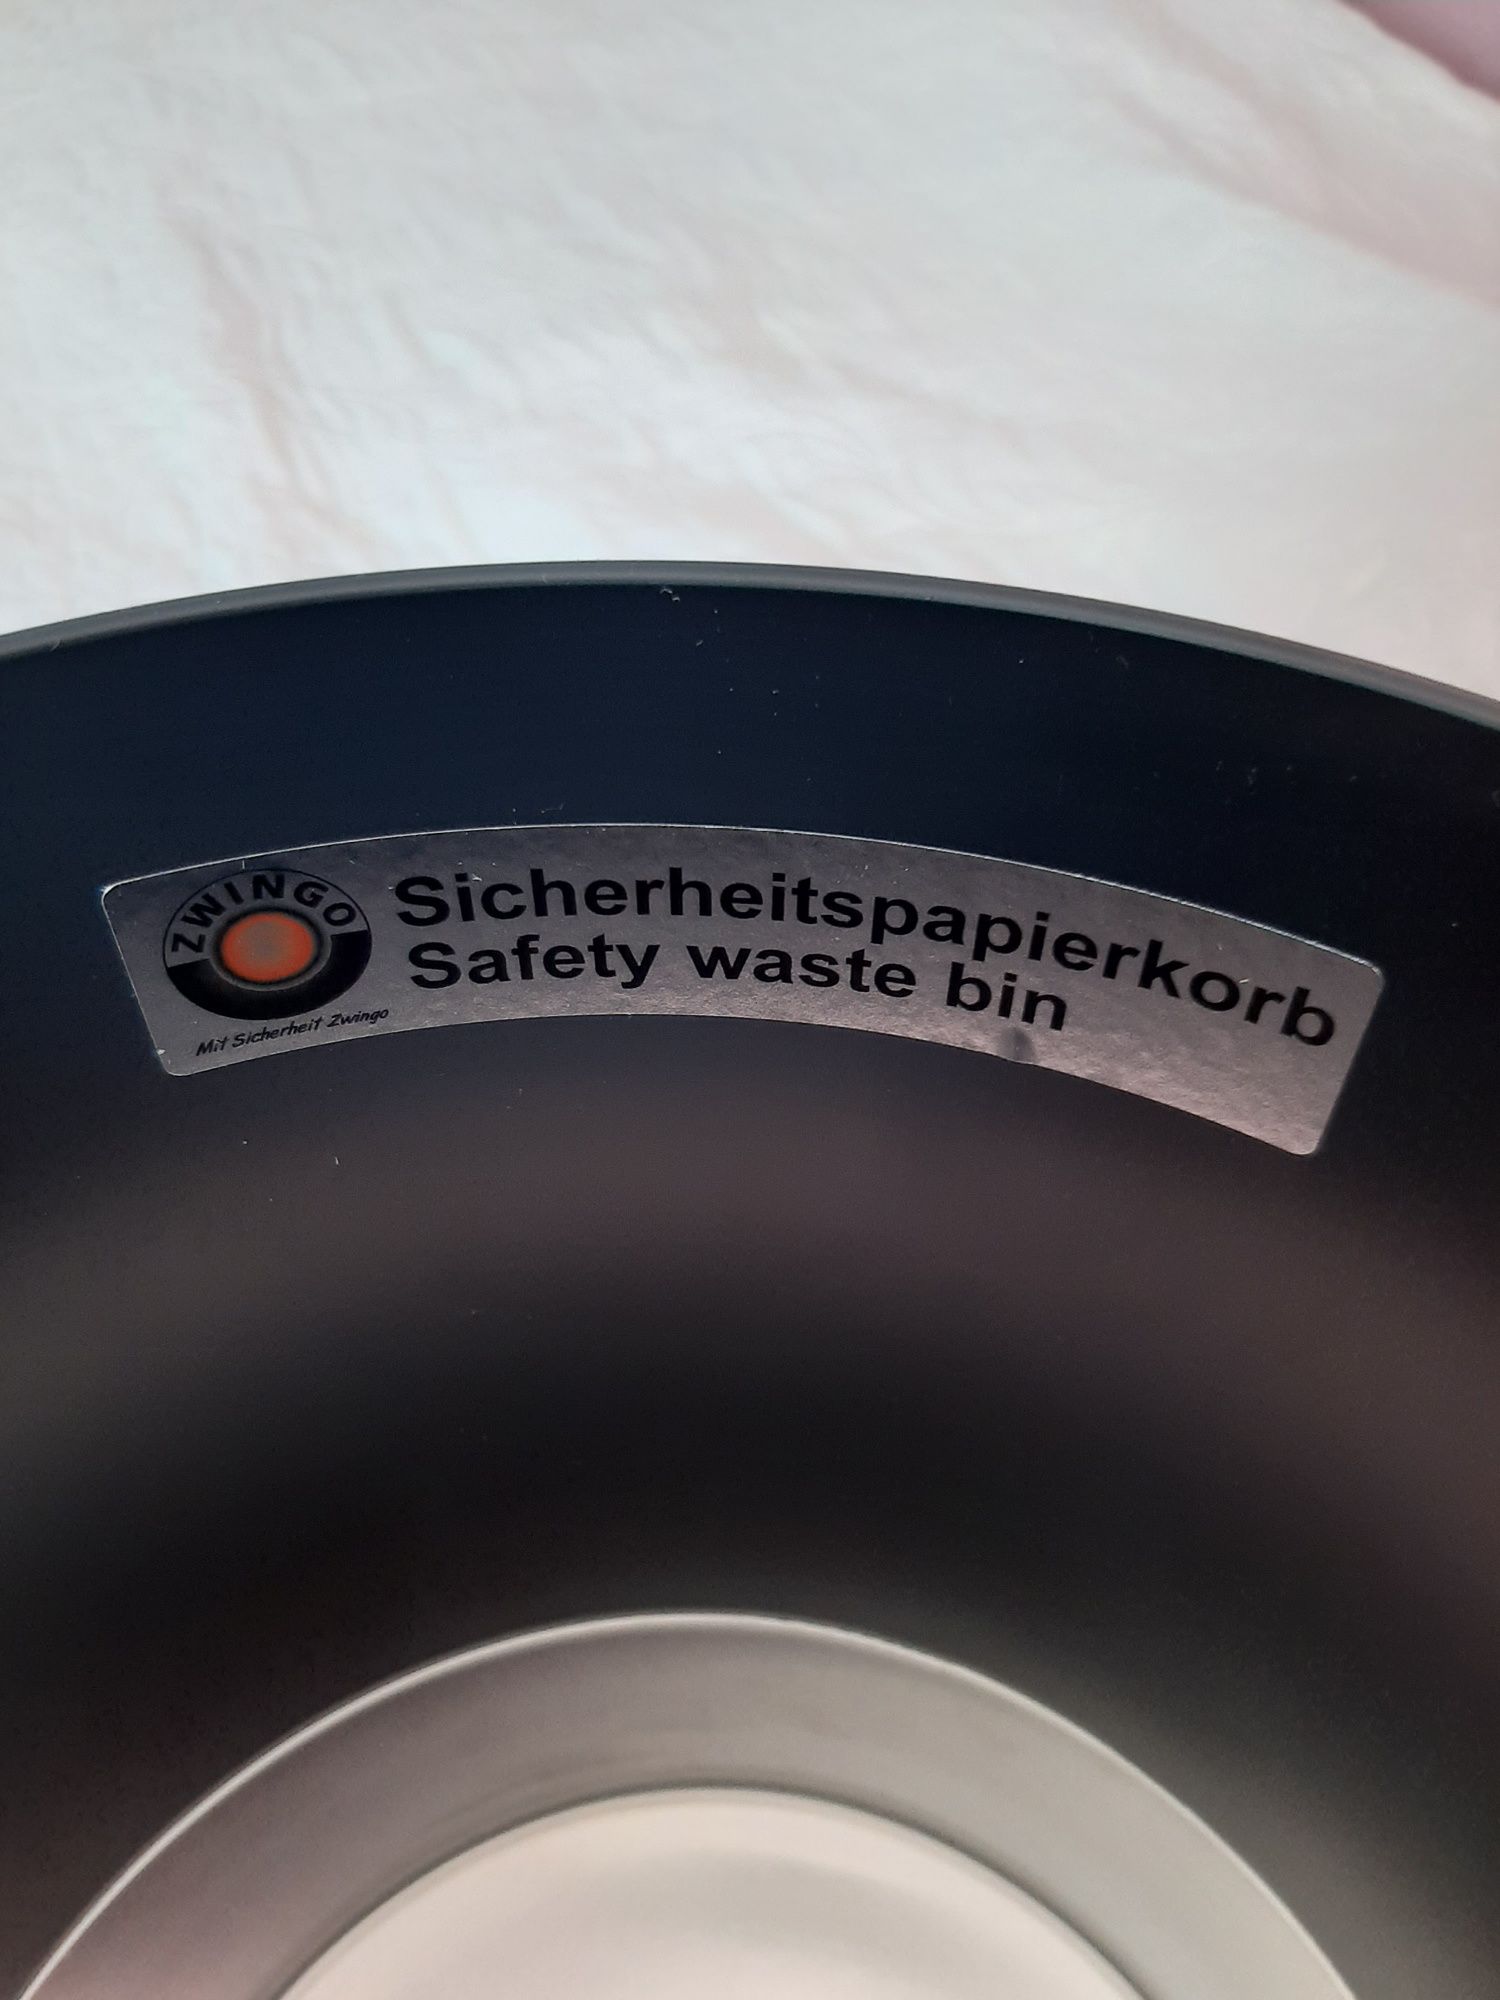 ZWINGO
Mit Sicherheit Zwingo
Sicherheitspapierkorb
Safety waste bin